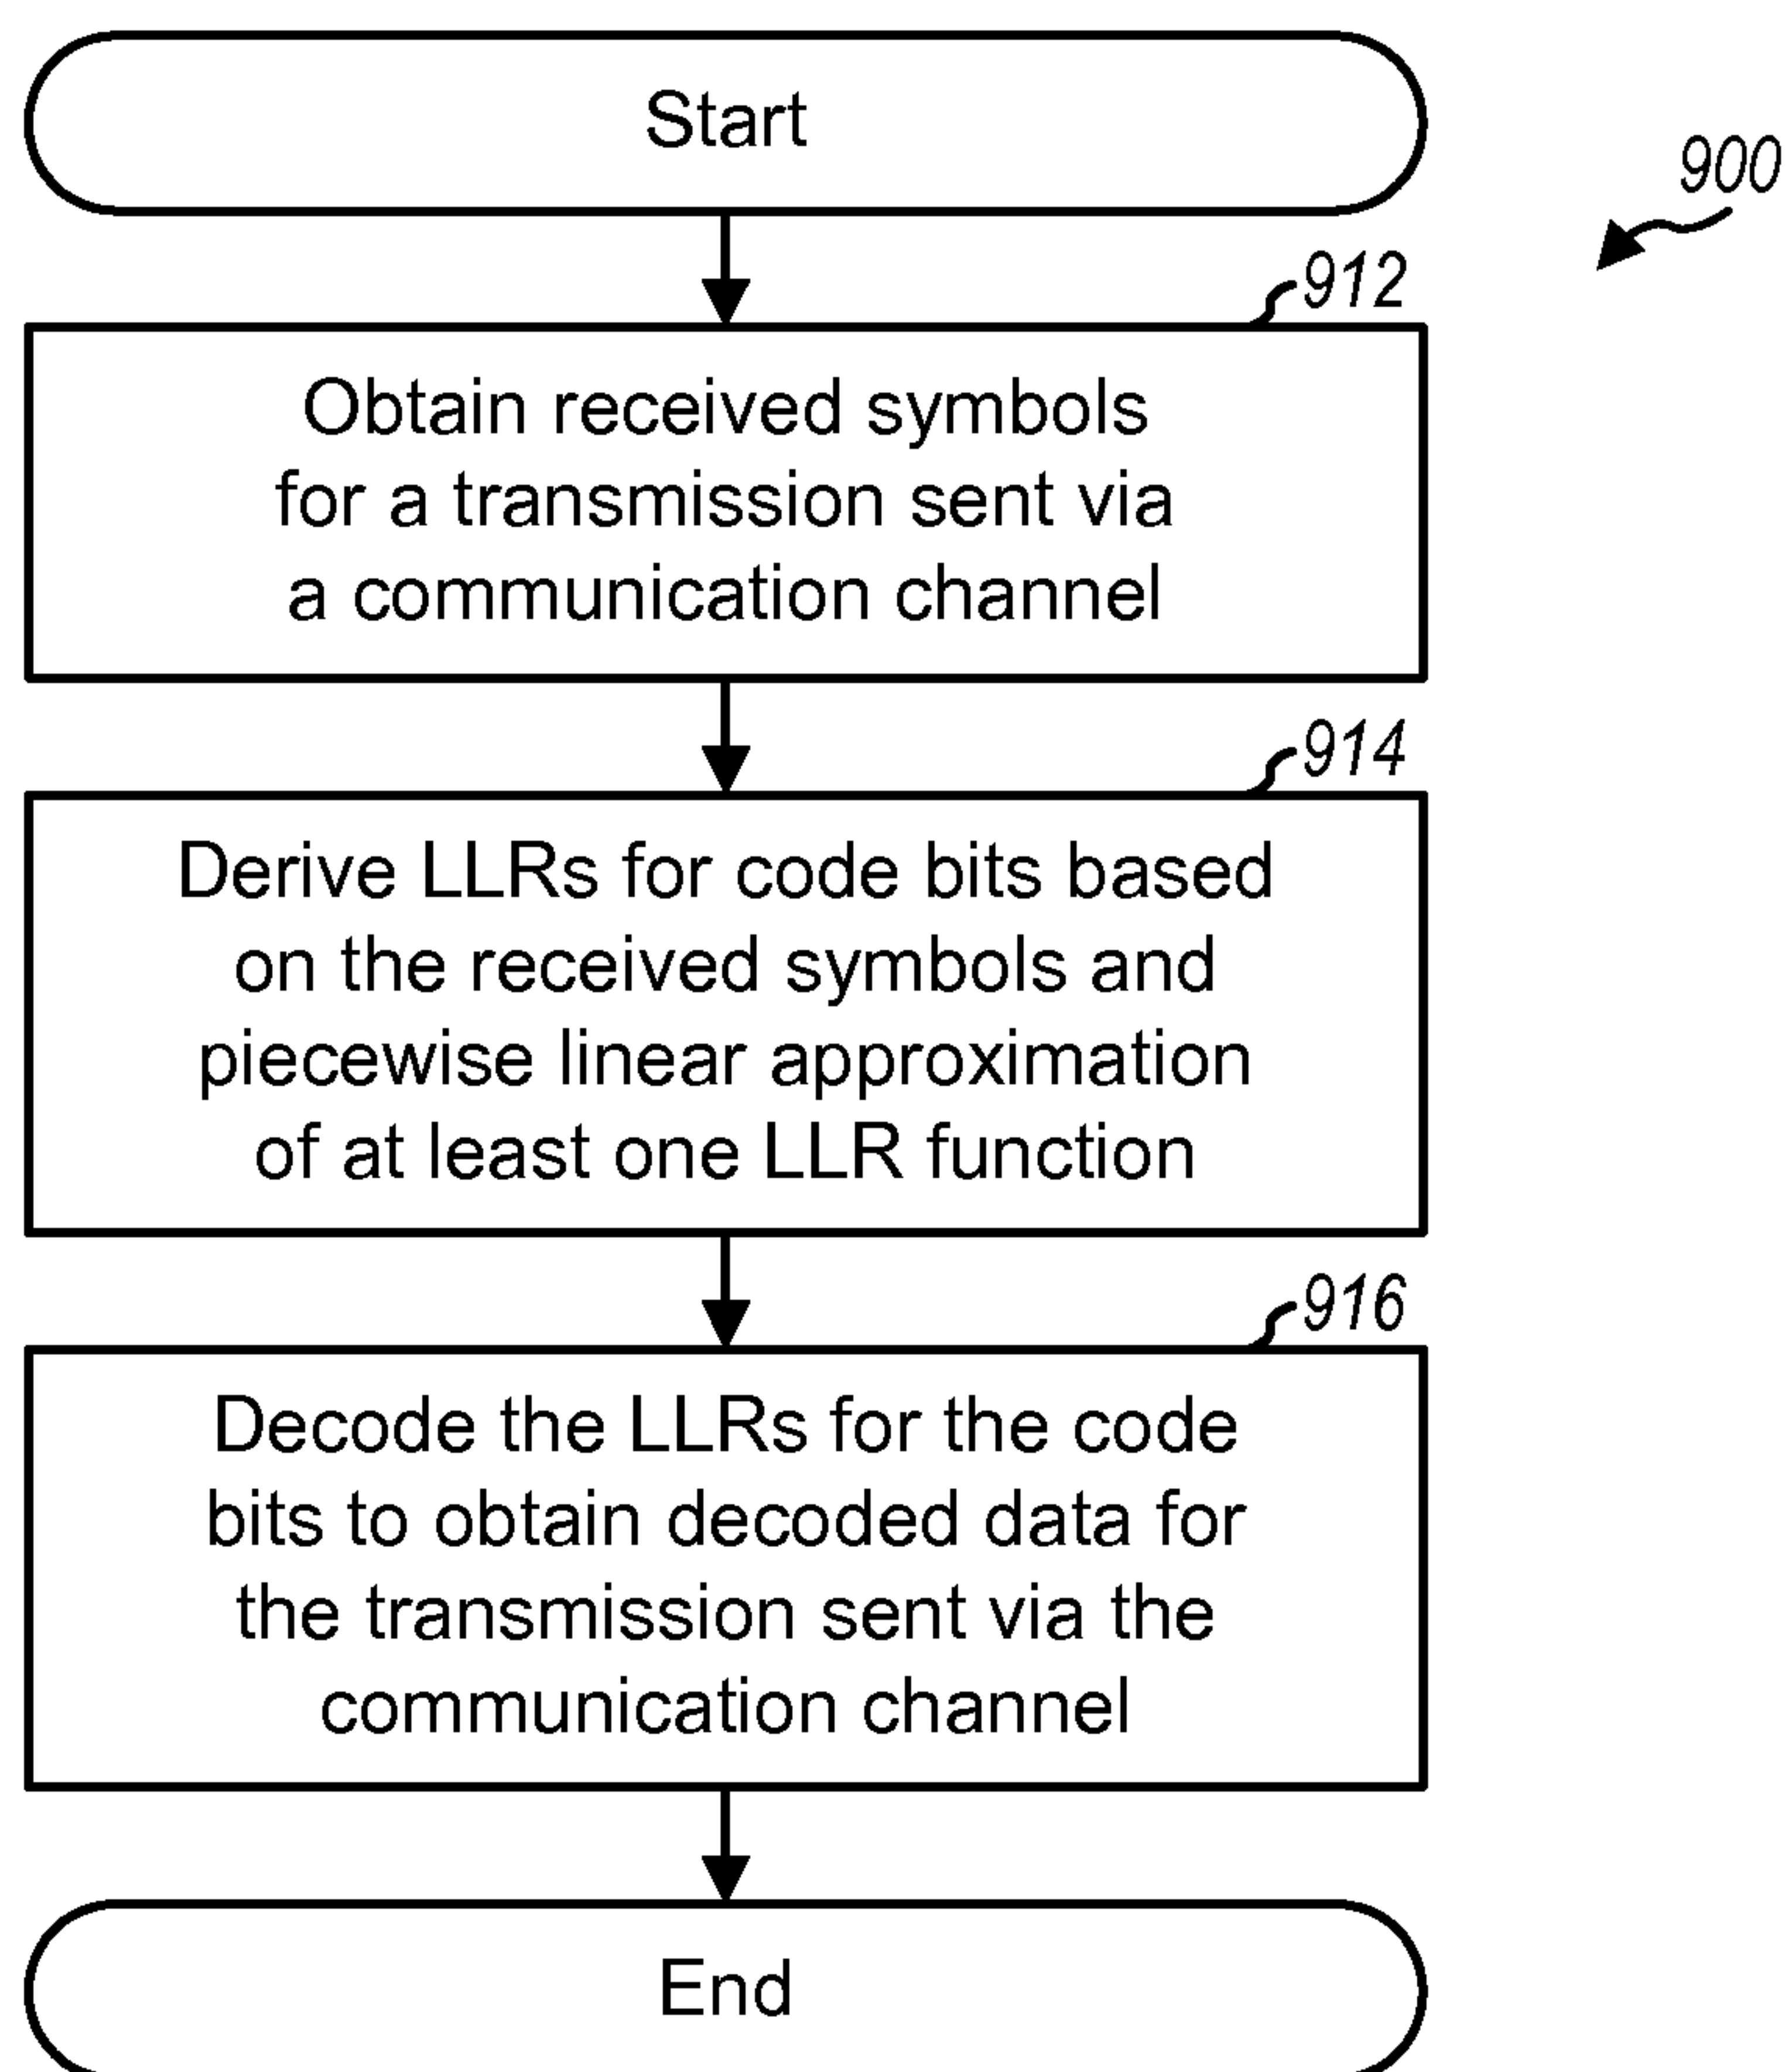 Start
900
912
Obtain received symbols
for a transmission sent via
a communication channel
914
Derive LLRs for code bits based
on the received symbols and
piecewise linear approximation
of at least one LLR function
916
Decode the LLRs for the code
bits to obtain decoded data for
the transmission sent via the
communication channel
End